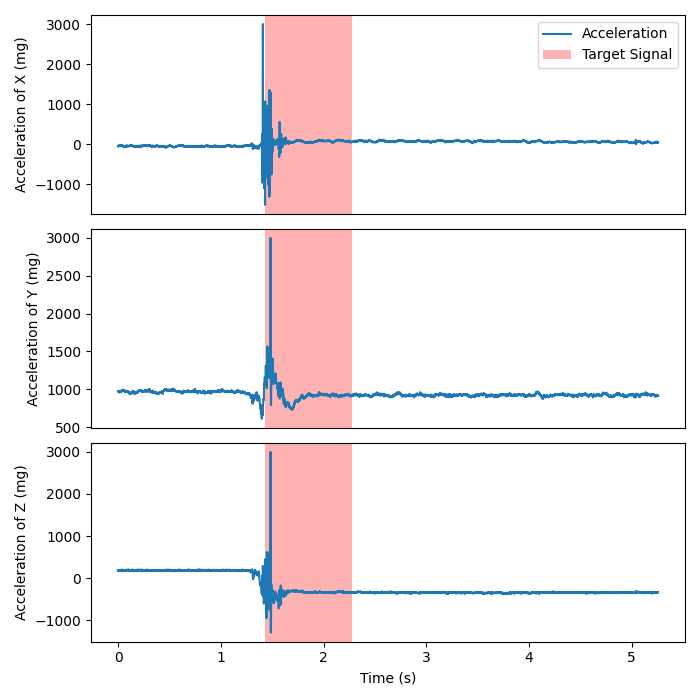 3000
2000
1000
0
−1000
Acceleration of X (mg)
Acceleration
Target Signal
3000
2500
2000
1500
1000
500
Acceleration of Y (mg)
3000
2000
1000
0
−1000
Acceleration of Z (mg)
0 1 2 3 4 5
Time (s)